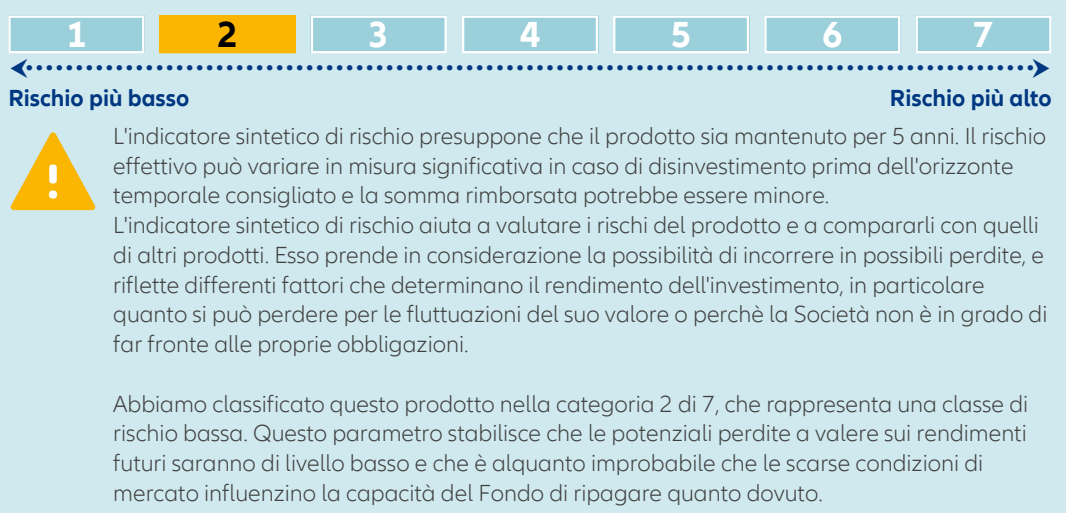 1 2 3 4 5 6 7
Rischio più basso Rischio più alto
L'indicatore sintetico di rischio presuppone che il prodotto sia mantenuto per 5 anni. Il rischio
effettivo può variare in misura significativa in caso di disinvestimento prima dell'orizzonte
temporale consigliato e la somma rimborsata potrebbe essere minore.
L'indicatore sintetico di rischio aiuta a valutare i rischi del prodotto e a compararli con quelli
di altri prodotti. Esso prende in considerazione la possibilità di incorrere in possibili perdite, e
riflette differenti fattori che determinano il rendimento dell'investimento, in particolare
quanto si può perdere per le fluttuazioni del suo valore o perchè la Società non è in grado di
far fronte alle proprie obbligazioni.
Abbiamo classificato questo prodotto nella categoria 2 di 7, che rappresenta una classe di
rischio bassa. Questo parametro stabilisce che le potenziali perdite a valere sui rendimenti
futuri saranno di livello basso e che è alquanto improbabile che le scarse condizioni di
mercato influenzino la capacità del Fondo di ripagare quanto dovuto.